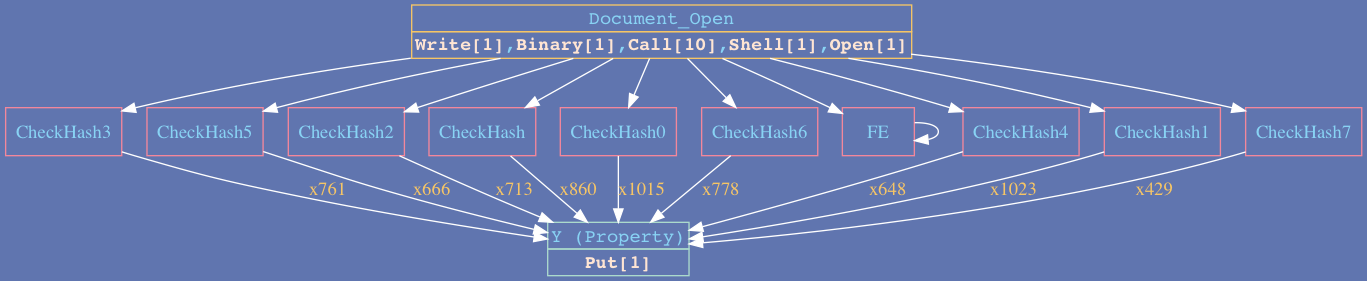 Document_Open
Write[1],Binary[1],Call[10],Shell[1],Open[1]
CheckHash3 CheckHash5 CheckHash2 CheckHash CheckHash0 CheckHash6 FE CheckHash4 CheckHash1 CheckHash7
x761 x666 x713 x860 x1015 x778 x648 x1023 x429
Y (Property)
Put[1]